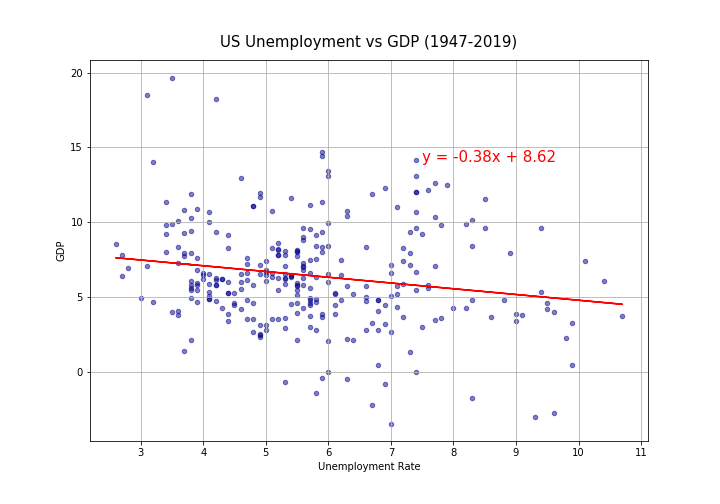 US Unemployment vs GDP (1947-2019)
20
15
y = -0.38x + 8.62
10
GDP
5
0
3 4 5 6 7 8 9 10 11
Unemployment Rate